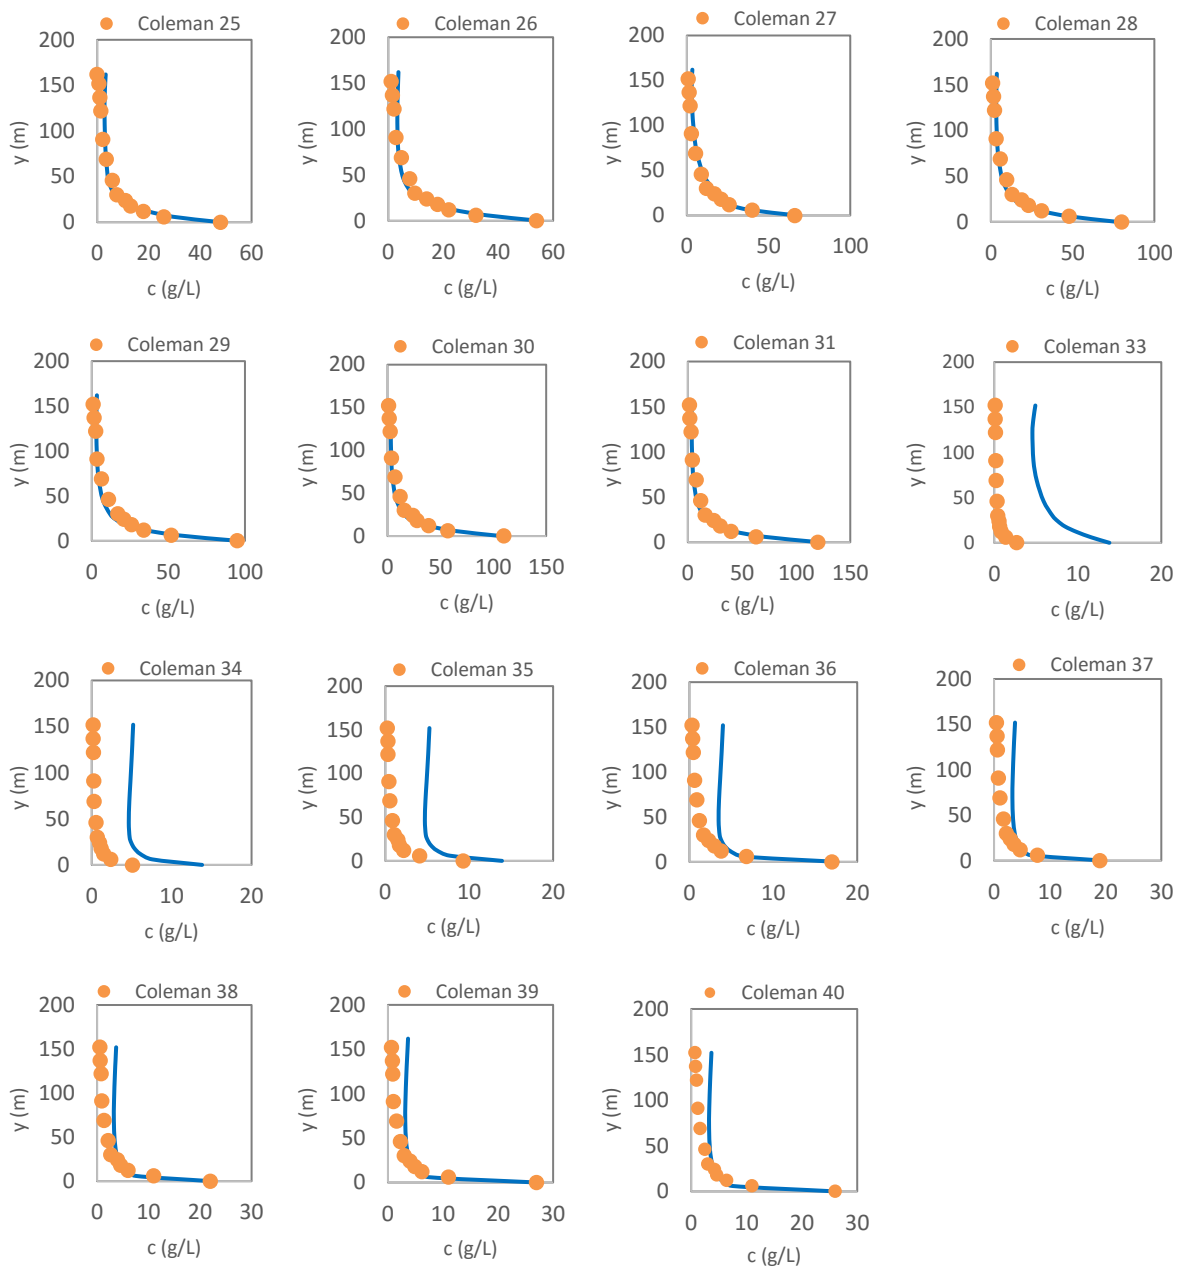 Coleman 25
200
150
100
50
0
y (m)
0 20 40 60
c (g/L)
Coleman 26
200
150
100
50
0
y (m)
0 20 40 60
c (g/L)
Coleman 27
200
150
100
50
0
y (m)
0 50 100
c (g/L)
Coleman 28
200
150
100
50
0
y (m)
0 50 100
c (g/L)
Coleman 29
200
150
100
50
0
y (m)
0 50 100
c (g/L)
Coleman 30
200
150
100
50
0
y (m)
0 50 100 150
c (g/L)
Coleman 31
200
150
100
50
0
y (m)
0 50 100 150
c (g/L)
Coleman 33
200
150
100
50
0
y (m)
0 10 20
c (g/L)
Coleman 34
200
150
100
50
0
y (m)
0 10 20
c (g/L)
Coleman 35
200
150
100
50
0
y (m)
0 10 20
c (g/L)
Coleman 36
200
150
100
50
0
y (m)
0 10 20
c (g/L)
Coleman 37
200
150
100
50
0
y (m)
0 10 20 30
c (g/L)
Coleman 38
200
150
100
50
0
y (m)
0 10 20 30
c (g/L)
Coleman 39
200
150
100
50
0
y (m)
0 10 20 30
c (g/L)
Coleman 40
200
150
100
50
0
y (m)
0 10 20 30
c (g/L)